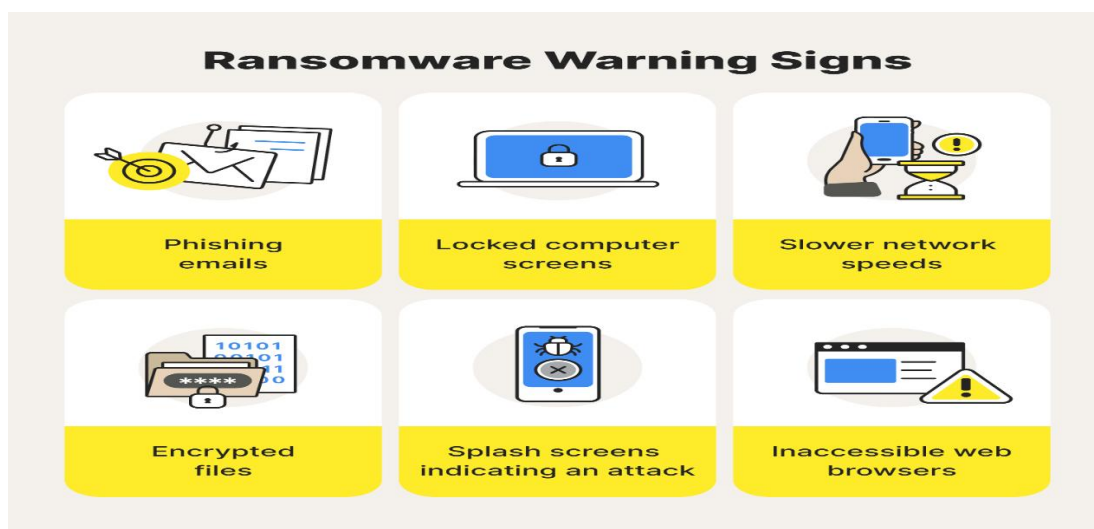 Ransomware Warning Signs
Phishing
emails
Locked computer
screens
Slower network
speeds
10101
****
Encrypted
files
Splash screens
indicating an attack
Inaccessible web
browsers